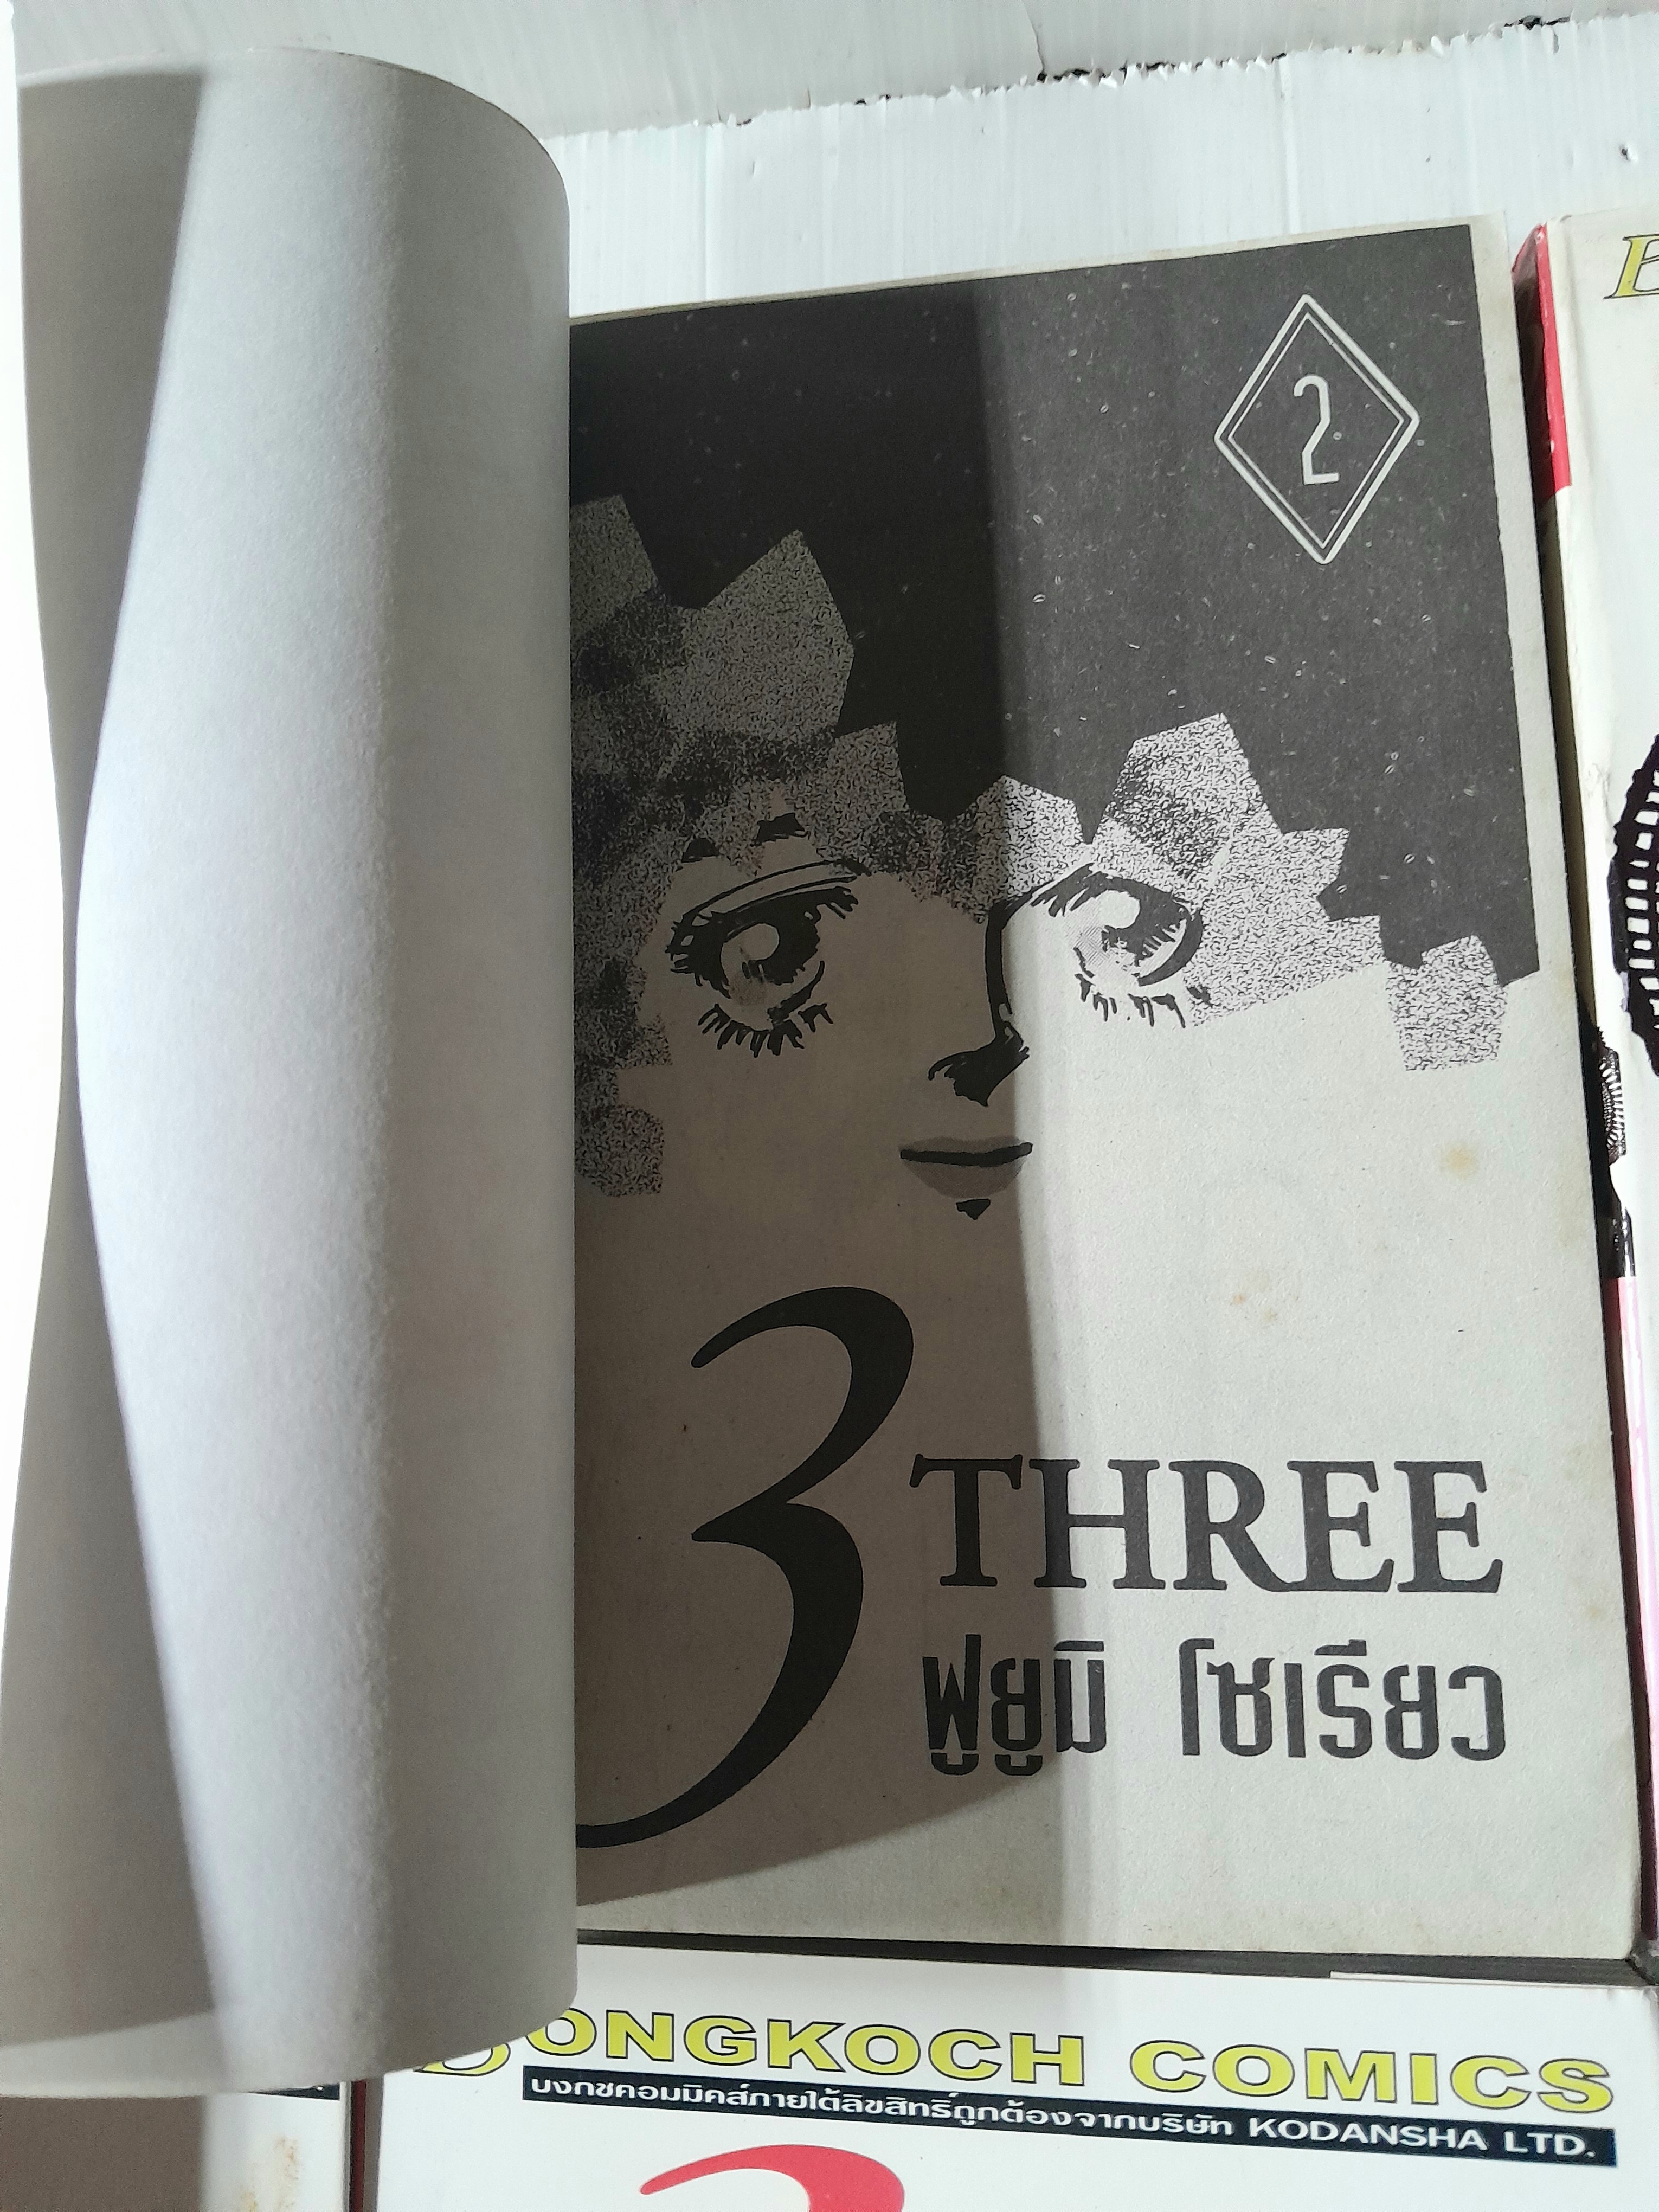 2
3 THREE
ฟูยูมิ โซเรียว
BONGKOCH COMICS
บงกชคอมมิคส์ภายใต้ลิขสิทธิ์ถูกต้องจากบริษัท KODANSHA LTD.